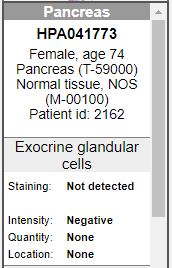 Pancreas
HPA041773
Female, age 74
Pancreas (T-59000)
Normal tissue, NOS
(M-00100)
Patient id: 2162
Exocrine glandular
cells
Staining: Not detected
Intensity: Negative
Quantity: None
Location: None